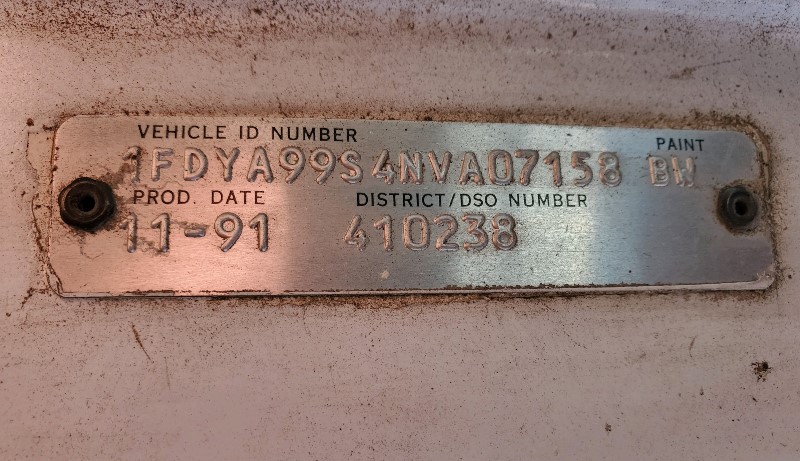 VEHICLE ID NUMBER PAINT
1FDYA99S4NVA07158 BW
PROD. DATE DISTRICT/DSO NUMBER
11-91 410238